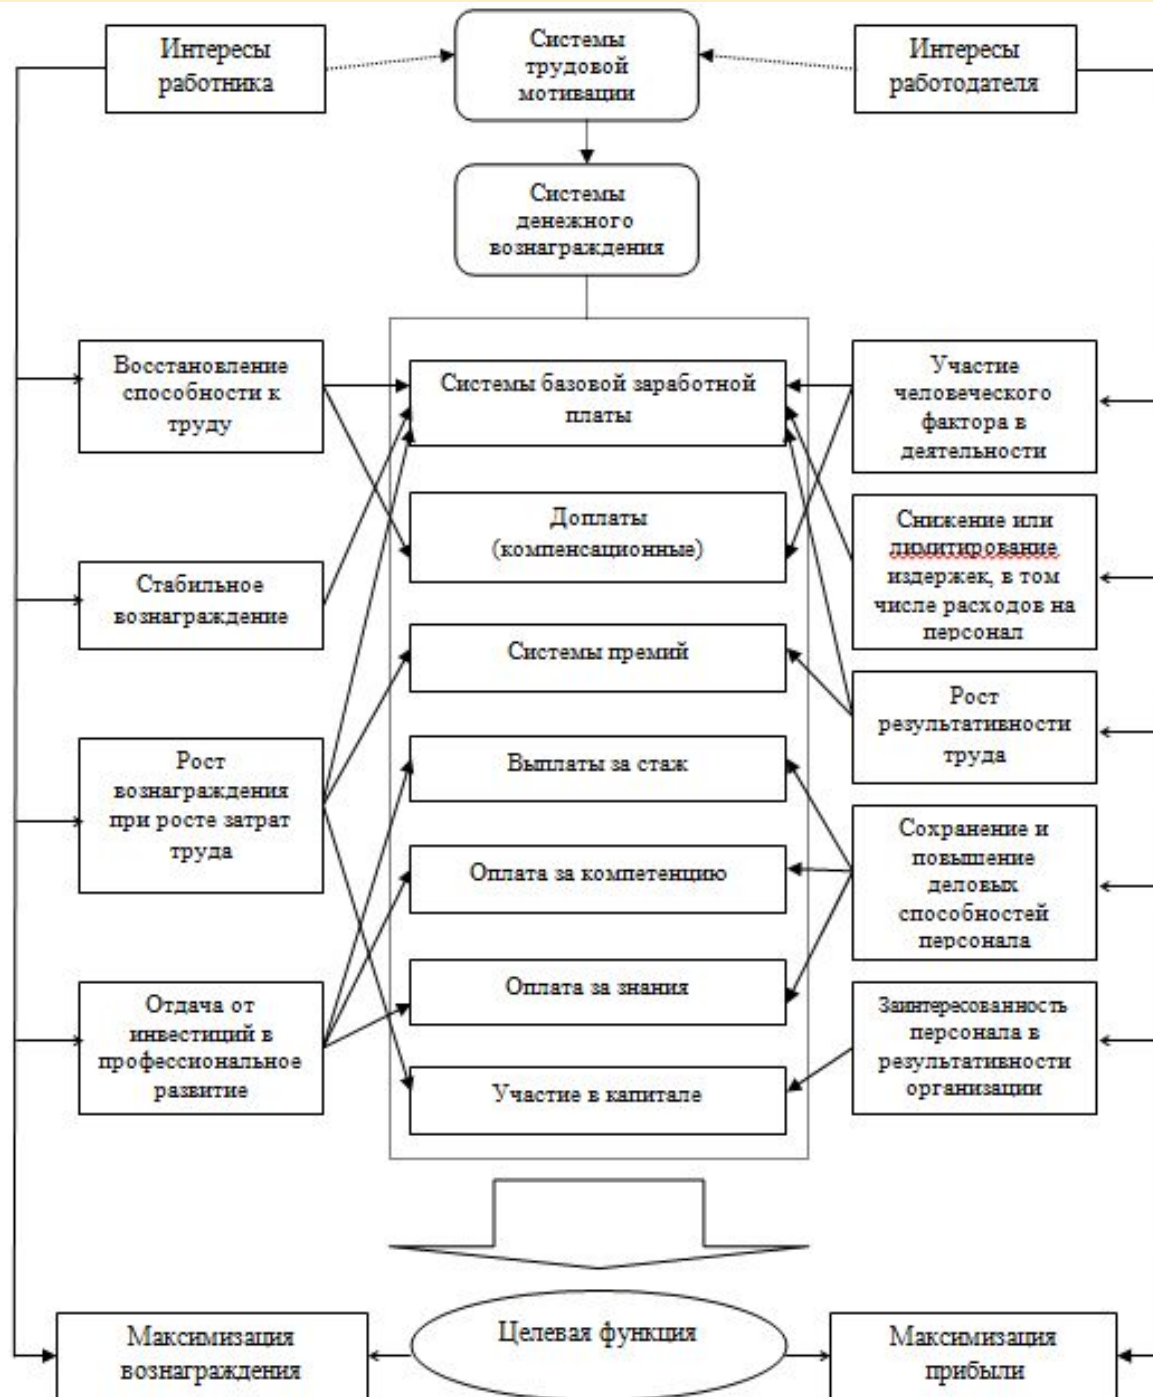 Интересы
работника
Системы
трудовой
мотивации
Интересы
работодателя
Системы
денежного
вознаграждения
Восстановление
способности к
труду
Стабильное
вознаграждение
Рост
вознаграждения
при росте затрат
труда
Отдача от
инвестиций в
профессиональное
развитие
Системы базовой заработной
платы
Доплаты
(компенсационные)
Системы премий
Выплаты за стаж
Оплата за компетенцию
Оплата за знания
Участие в капитале
Участие
человеческого
фактора в
деятельности
Снижение или
лимитирование
издержек, в том
числе расходов на
персонал
Рост
результативности
труда
Сохранение и
повышение
деловых
способностей
персонала
Заинтересованность
персонала в
результативности
организации
Максимизация
вознаграждения
Целевая функция
Максимизация
прибыли